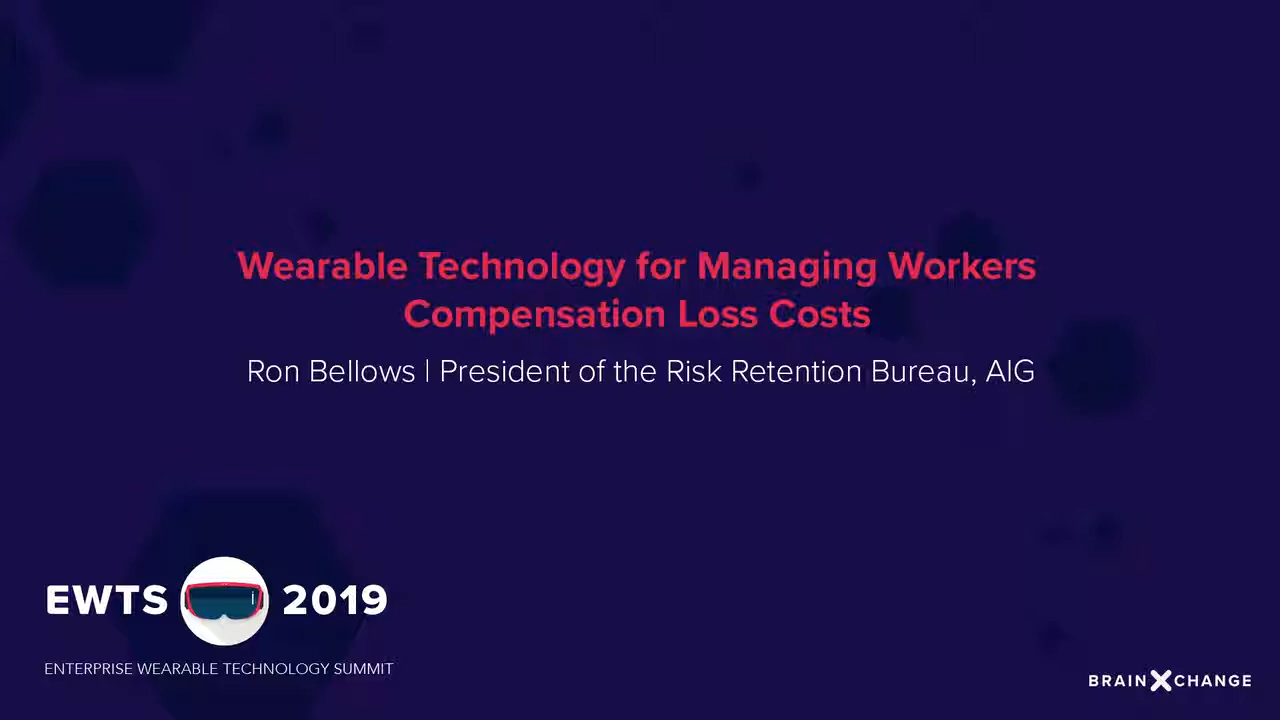 Wearable Technology for Managing Workers
Compensation Loss Costs
Ron Bellows | President of the Risk Retention Bureau, AIG
EWTS 2019
ENTERPRISE WEARABLE TECHNOLOGY SUMMIT
BRAINXCHANGE